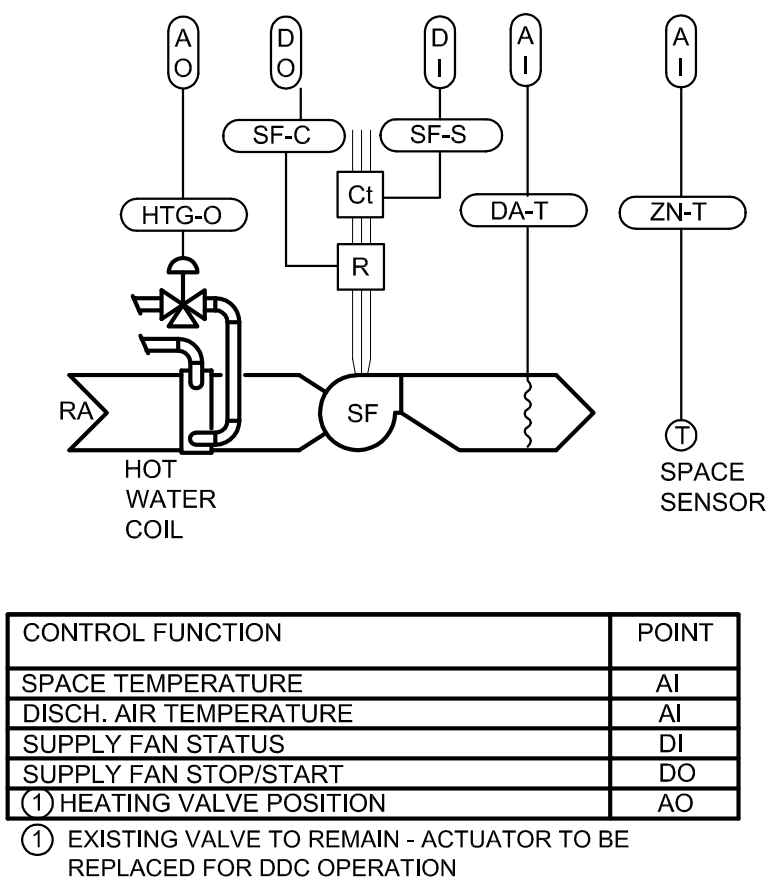 A
O
D
O
D
I
A
I
A
I
SF-C
SF-S
Ct
HTG-O
DA-T
ZN-T
R
RA
SF
T
HOT
WATER
COIL
SPACE
SENSOR
CONTROL FUNCTION POINT
SPACE TEMPERATURE AI
DISCH. AIR TEMPERATURE AI
SUPPLY FAN STATUS DI
SUPPLY FAN STOP/START DO
1 HEATING VALVE POSITION AO
1 EXISTING VALVE TO REMAIN - ACTUATOR TO BE
REPLACED FOR DDC OPERATION